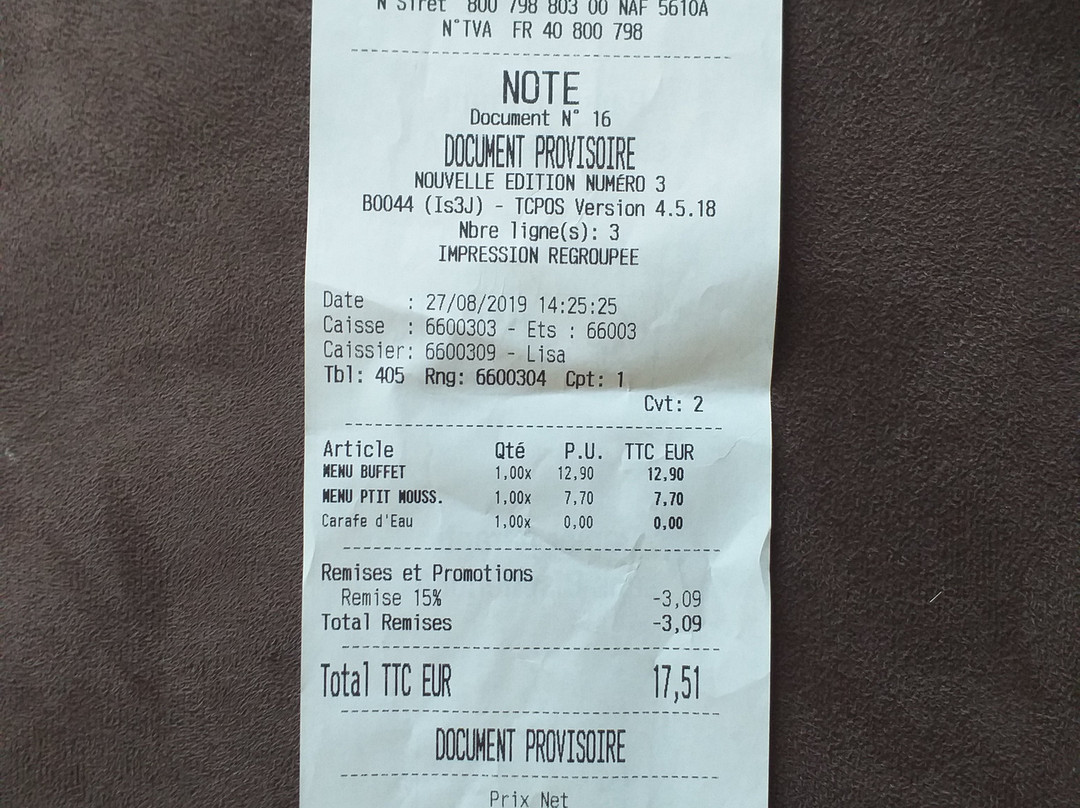 N°Siret 800 798 803 00 NAF 5610A
N°TVA FR 40 800 798
NOTE
Document N° 16
DOCUMENT PROVISOIRE
NOUVELLE EDITION NUMÉRO 3
B0044 (Is3J) - TCPOS Version 4.5.18
Nbre ligne(s): 3
IMPRESSION REGROUPEE
Date : 27/08/2019 14:25:25
Caisse : 6600303 - Ets : 66003
Caissier: 6600309 - Lisa
Tbl: 405 Rng: 6600304 Cpt: 1
Cvt: 2
Article Qté P.U. TTC EUR
MENU BUFFET 1,00x 12,90 12,90
MENU PTIT MOUSS. 1,00x 7,70 7,70
Carafe d'Eau 1,00x 0,00 0,00
Remises et Promotions
Remise 15% -3,09
Total Remises -3,09
Total TTC EUR 17,51
DOCUMENT PROVISOIRE
Prix Net